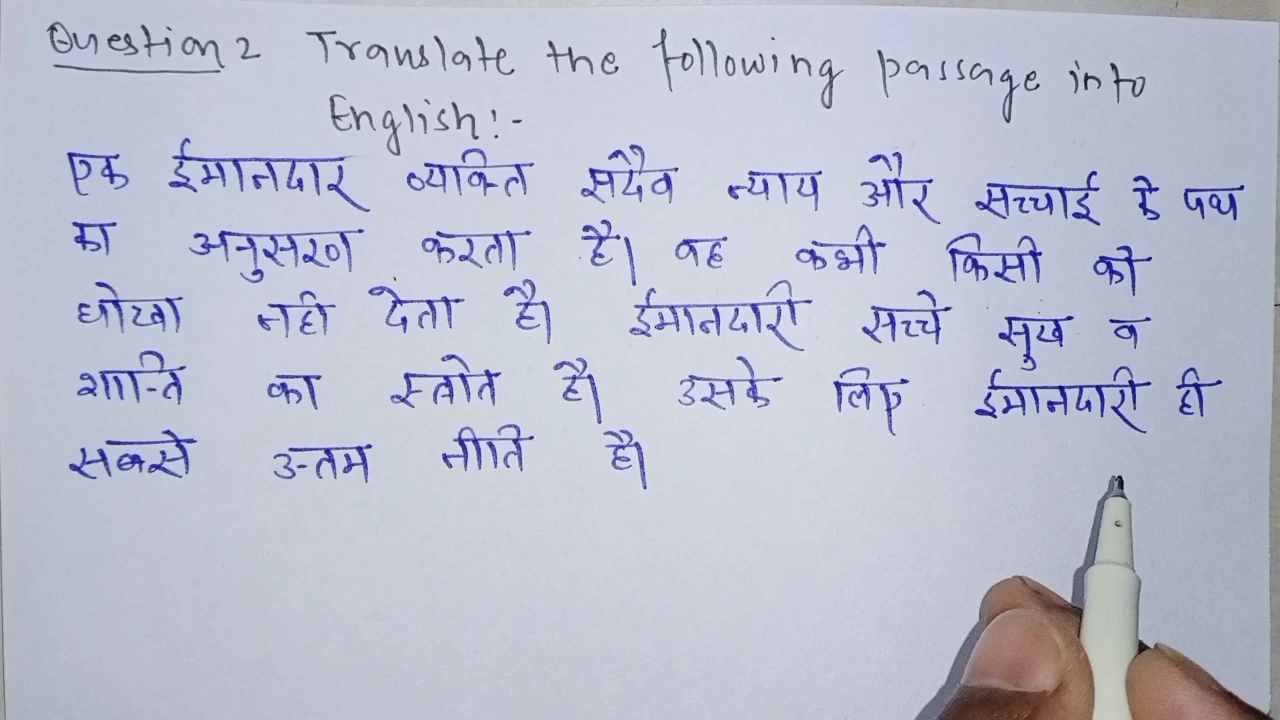 Question 2 Translate the following passage into
English:-
एक ईमानदार व्यक्ति सदैव न्याय और सच्चाई के पथ
का अनुसरण करता है। वह कभी किसी को
धोखा नही देता है। ईमानदारी सच्चे सुख व
शान्ति का स्त्रोत है। उसके लिए ईमानदारी ही
सबसे उत्तम नीति है।